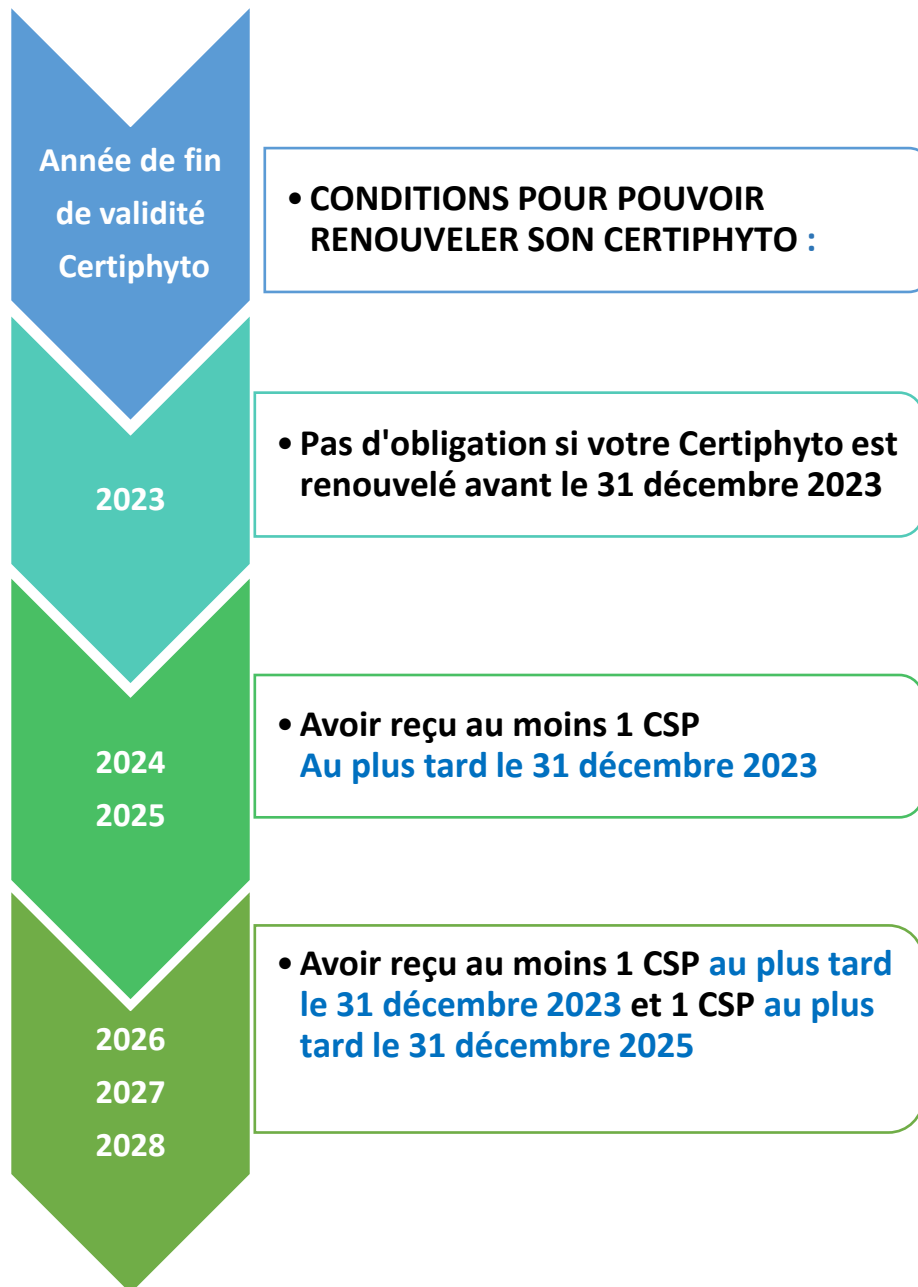 Année de fin
de validité
Certiphyto
• CONDITIONS POUR POUVOIR
RENOUVELER SON CERTIPHYTO :
2023
• Pas d'obligation si votre Certiphyto est
renouvelé avant le 31 décembre 2023
2024
2025
• Avoir reçu au moins 1 CSP
Au plus tard le 31 décembre 2023
2026
2027
2028
• Avoir reçu au moins 1 CSP au plus tard
le 31 décembre 2023 et 1 CSP au plus
tard le 31 décembre 2025